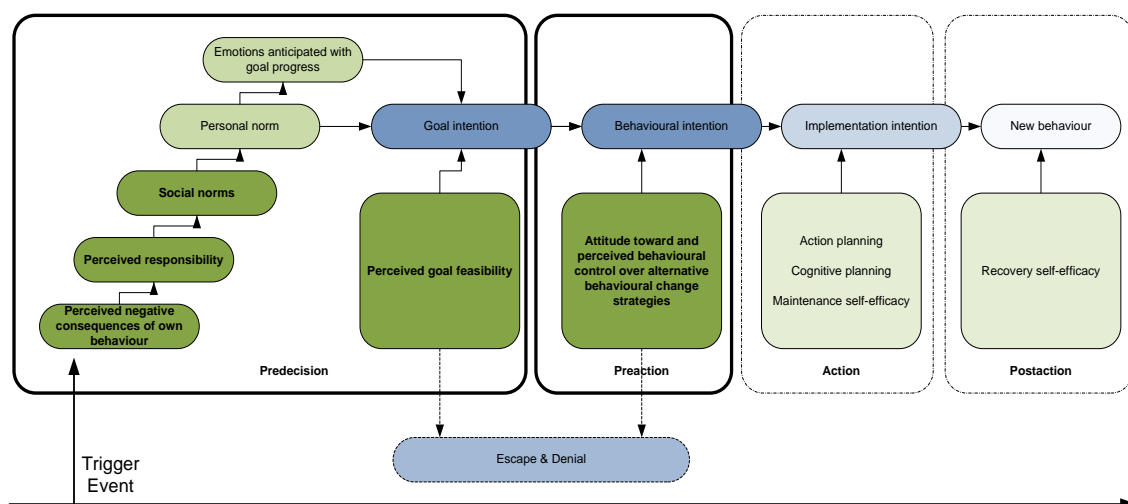 Emotions anticipated with
goal progress
Personal norm
Goal intention
Behavioural intention
Implementation intention
New behaviour
Social norms
Perceived responsibility
Perceived negative
consequences of own
behaviour
Perceived goal feasibility
Attitude toward and
perceived behavioural
control over alternative
behavioural change
strategies
Action planning
Cognitive planning
Maintenance self-efficacy
Recovery self-efficacy
Predecision
Preaction
Action
Postaction
Escape & Denial
Trigger
Event